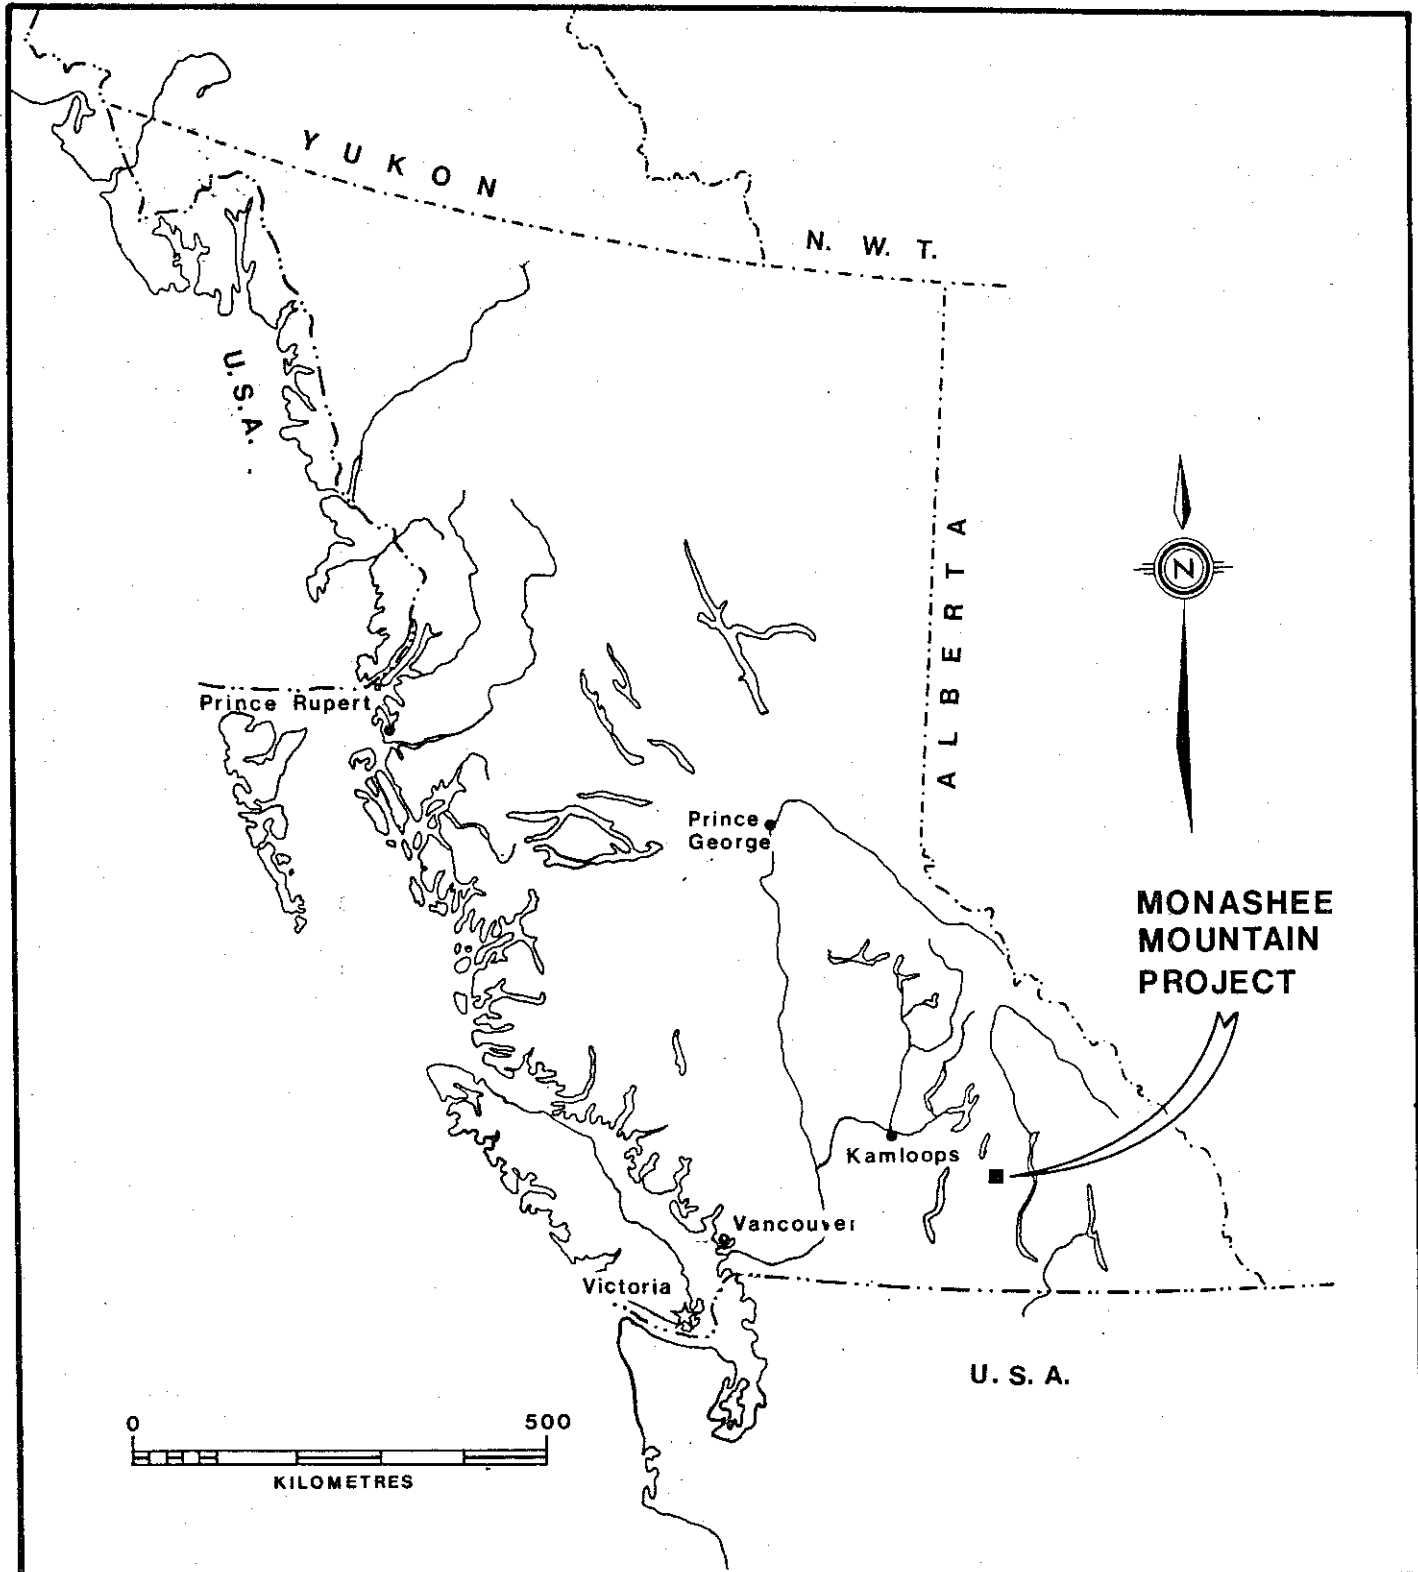 YUKON
N. W. T.
U.S.A.
ALBERTA
N
Prince Rupert
Prince
George
MONASHEE
MOUNTAIN
PROJECT
Kamloops
Vancouver
Victoria
U. S. A.
0 500
KILOMETRES